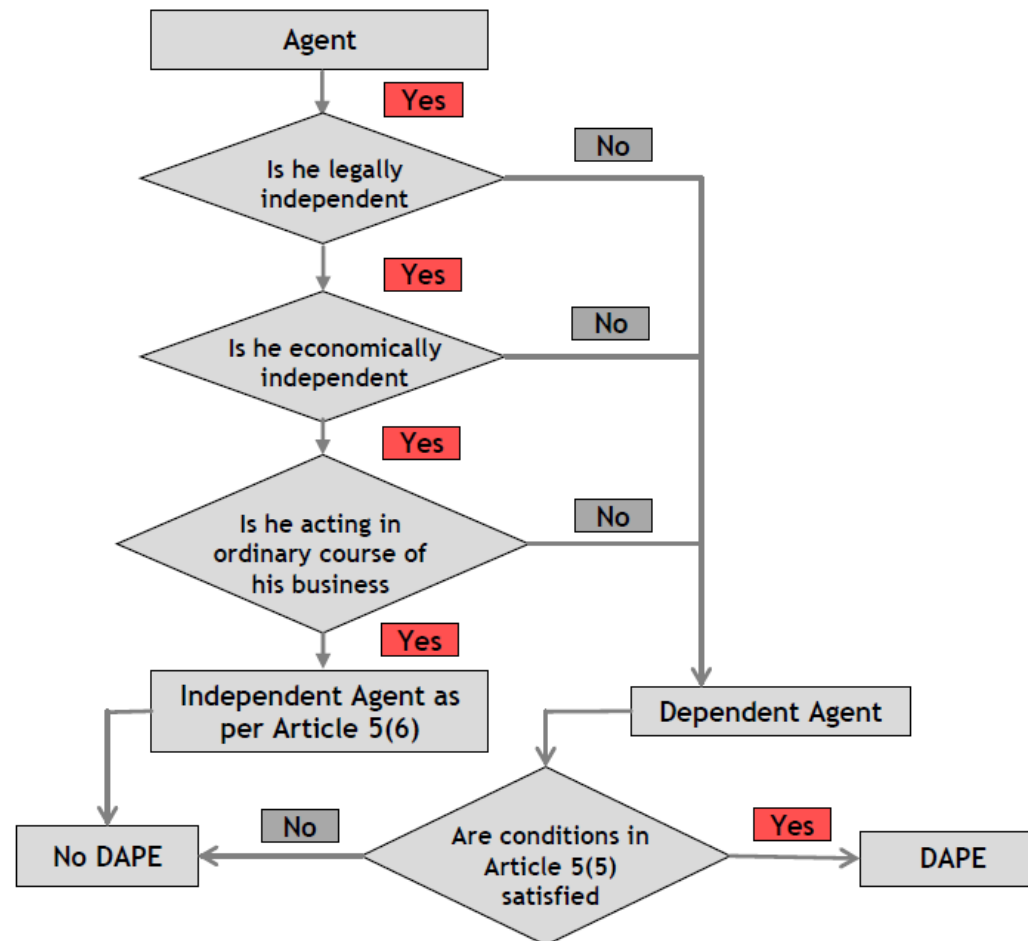 Agent
Yes
No
Is he legally
independent
Yes
No
Is he economically
independent
Yes
No
Is he acting in
ordinary course of
his business
Yes
Independent Agent as
per Article 5(6)
Dependent Agent
No
Yes
Are conditions in
Article 5(5)
satisfied
No DAPE
DAPE